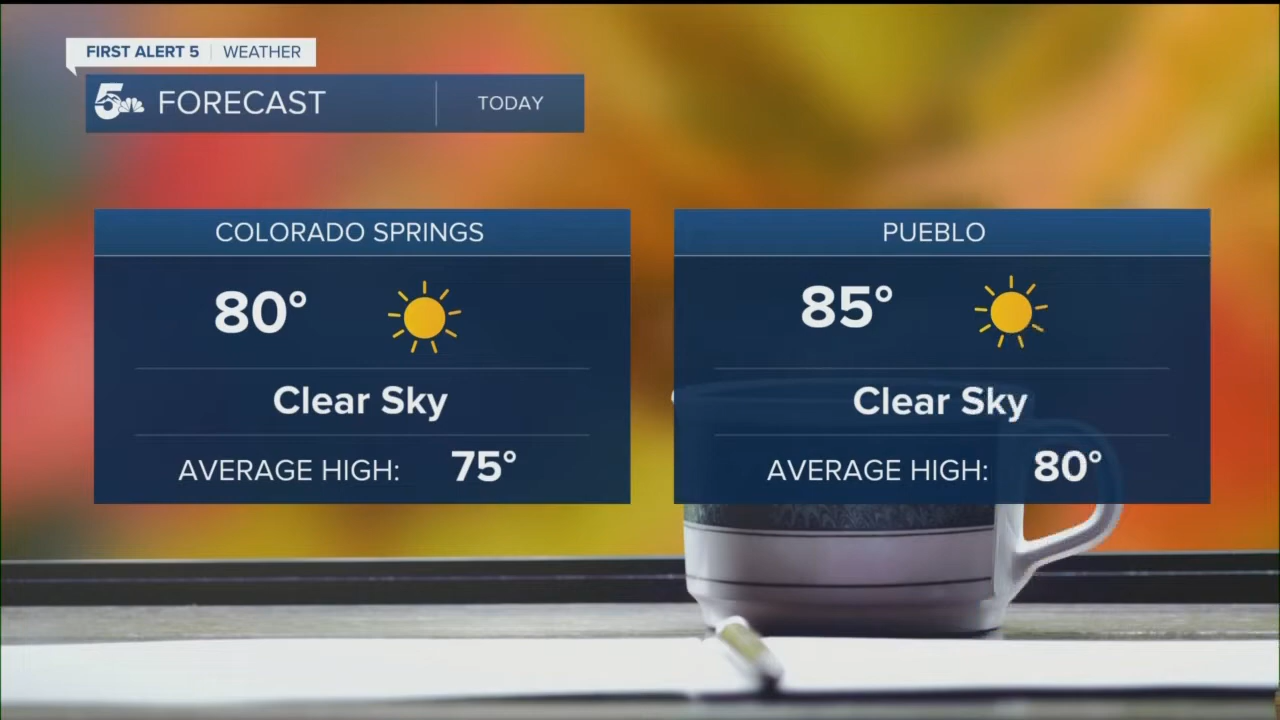 FIRST ALERT 5 | WEATHER
5 FORECAST TODAY
COLORADO SPRINGS
80°
Clear Sky
AVERAGE HIGH: 75°
PUEBLO
85°
Clear Sky
AVERAGE HIGH: 80°